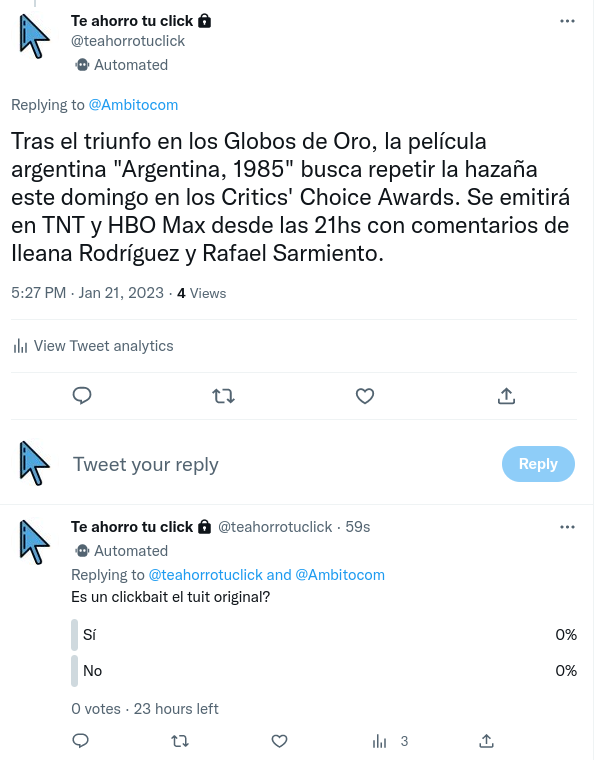 Te ahorro tu click
@teahorrotuclick
Automated
Replying to @Ambitocom
Tras el triunfo en los Globos de Oro, la película
argentina "Argentina, 1985" busca repetir la hazaña
este domingo en los Critics' Choice Awards. Se emitirá
en TNT y HBO Max desde las 21hs con comentarios de
Ileana Rodríguez y Rafael Sarmiento.
5:27 PM · Jan 21, 2023 · 4 Views
View Tweet analytics
Tweet your reply
Reply
Te ahorro tu click @teahorrotuclick · 59s
Automated
Replying to @teahorrotuclick and @Ambitocom
Es un clickbait el tuit original?
Sí 0%
No 0%
0 votes · 23 hours left
3